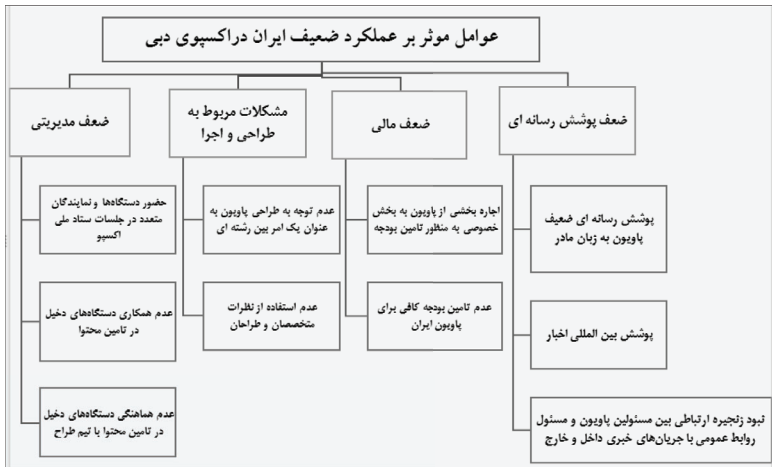 عوامل موثر بر عملکرد ضعیف ایران دراکسپوی دبی
ضعف پوشش رسانه ای
پوشش رسانه ای ضعیف
پاویون به زبان مادر
پوشش بین المللی اخبار
نبود زنجیره ارتباطی بین مسئولین پاویون و مسئول
روابط عمومی با جریان‌های خبری داخل و خارج
ضعف مالی
اجاره بخشی از پاویون به بخش
خصوصی به منظور تامین بودجه
عدم تامین بودجه کافی برای
پاویون ایران
مشکلات مربوط به
طراحی و اجرا
عدم توجه به طراحی پاویون به
عنوان یک امر بین رشته ای
عدم استفاده از نظرات
متخصصان و طراحان
ضعف مدیریتی
حضور دستگاه‌ها و نمایندگان
متعدد در جلسات ستاد ملی
اکسپو
عدم همکاری دستگاه‌های دخیل
در تامین محتوا
عدم هماهنگی دستگاه‌های دخیل
در تامین محتوا با تیم طراح